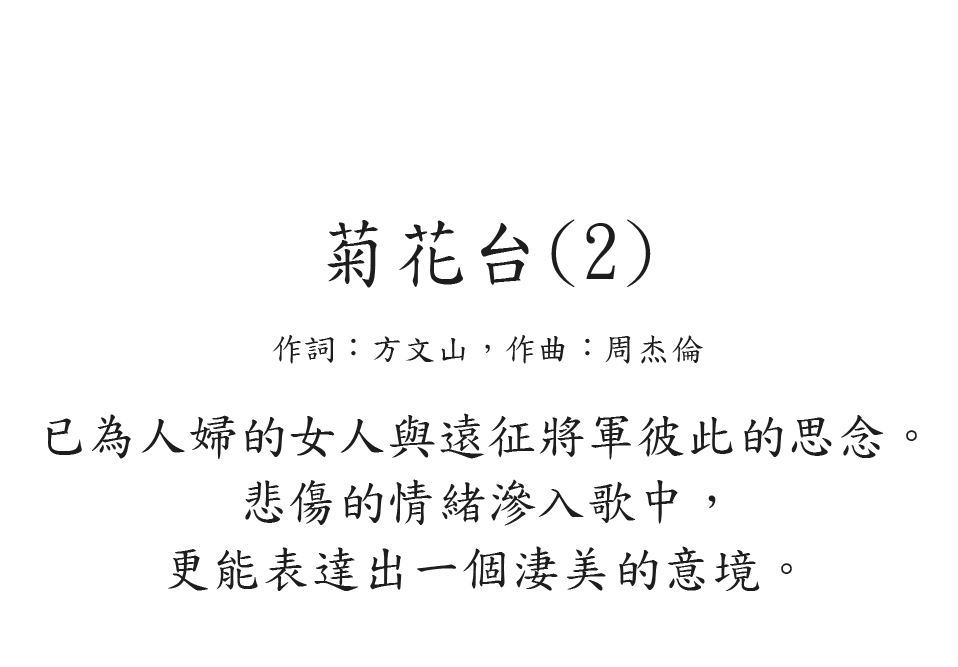 菊花台(2)
作詞：方文山，作曲：周杰倫
已為人婦的女人與遠征將軍彼此的思念。
悲傷的情緒滲入歌中，
更能表達出一個淒美的意境。